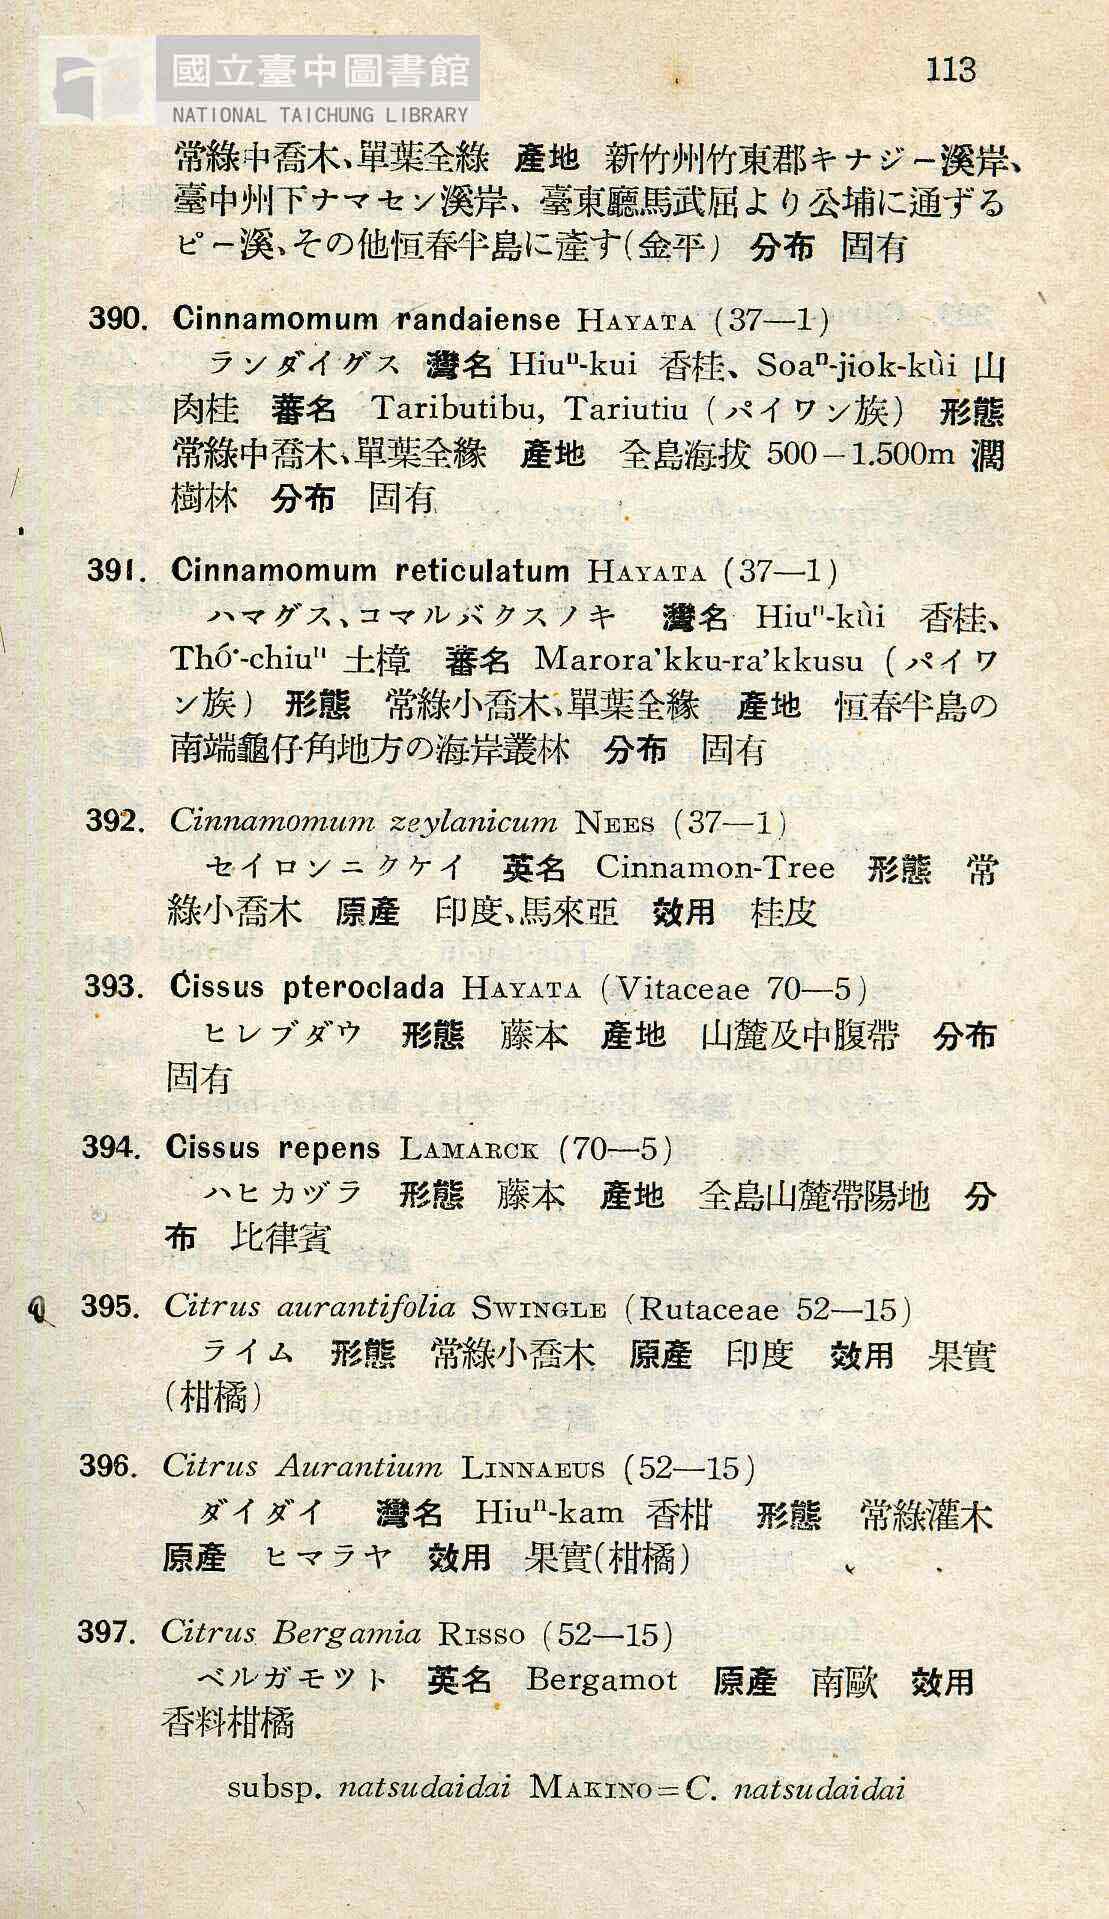 國立臺中圖書館
NATIONAL TAICHUNG LIBRARY
113
常綠中喬木、單葉全緣 產地 新竹州竹東郡キナジー溪岸、
臺中州下ナマセン溪岸、臺東廳馬武屈より公埔に通ずる
ピー溪、その他恒春半島に產す(金平) 分布 固有
390. Cinnamomum randaiense HAYATA (37—1)
ランダイグス 灣名 Hiuⁿ-kui 香桂、Soaⁿ-jiok-kùi 山
肉桂 蕃名 Taributibu, Tariutiu (パイワン族) 形態
常綠中喬木、單葉全緣 產地 全島海拔 500–1.500m 濶
樹林 分布 固有
391. Cinnamomum reticulatum HAYATA (37—1)
ハマグス、コマルバクスノキ 灣名 Hiuⁿ-kùi 香桂、
Thó·-chiuⁿ 土樟 蕃名 Marora'kku-ra'kkusu (パイワ
ン族) 形態 常綠小喬木、單葉全緣 產地 恒春半島の
南端龜仔角地方の海岸叢林 分布 固有
392. Cinnamomum zeylanicum NEES (37—1)
セイロンニクケイ 英名 Cinnamon-Tree 形態 常
綠小喬木 原產 印度、馬來亞 效用 桂皮
393. Cissus pteroclada HAYATA (Vitaceae 70—5)
ヒレブダウ 形態 藤本 產地 山麓及中腹帶 分布
固有
394. Cissus repens LAMARCK (70—5)
ハヒカヅラ 形態 藤本 產地 全島山麓帶陽地 分
布 比律賓
395. Citrus aurantifolia SWINGLE (Rutaceae 52—15)
ライム 形態 常綠小喬木 原產 印度 效用 果實
(柑橘)
396. Citrus Aurantium LINNAEUS (52—15)
ダイダイ 灣名 Hiuⁿ-kam 香柑 形態 常綠灌木
原產 ヒマラヤ 效用 果實(柑橘)
397. Citrus Bergamia RISSO (52—15)
ベルガモツト 英名 Bergamot 原產 南歐 效用
香料柑橘
subsp. natsudaidai MAKINO=C. natsudaidai